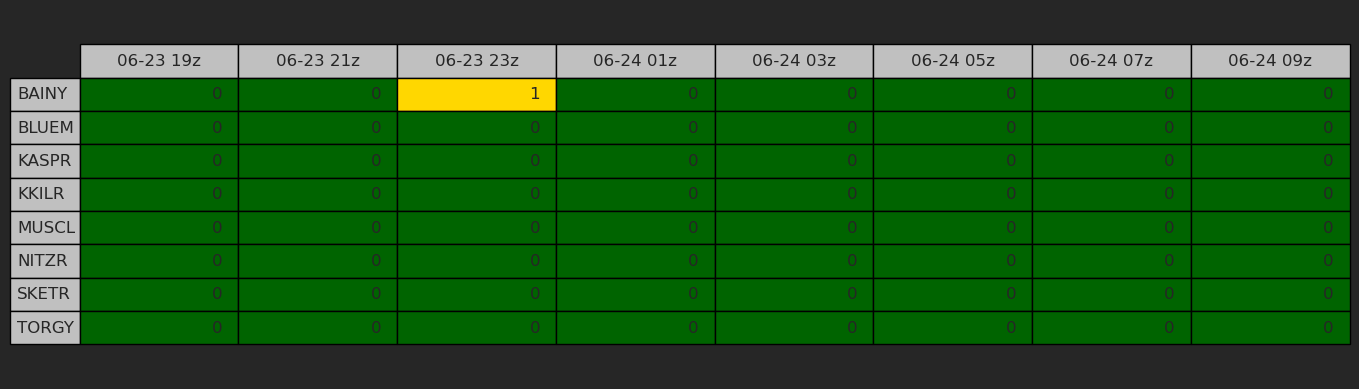 06-23 19z 06-23 21z 06-23 23z 06-24 01z 06-24 03z 06-24 05z 06-24 07z 06-24 09z
BAINY 0 0 1 0 0 0 0 0
BLUEM 0 0 0 0 0 0 0 0
KASPR 0 0 0 0 0 0 0 0
KKILR 0 0 0 0 0 0 0 0
MUSCL 0 0 0 0 0 0 0 0
NITZR 0 0 0 0 0 0 0 0
SKETR 0 0 0 0 0 0 0 0
TORGY 0 0 0 0 0 0 0 0